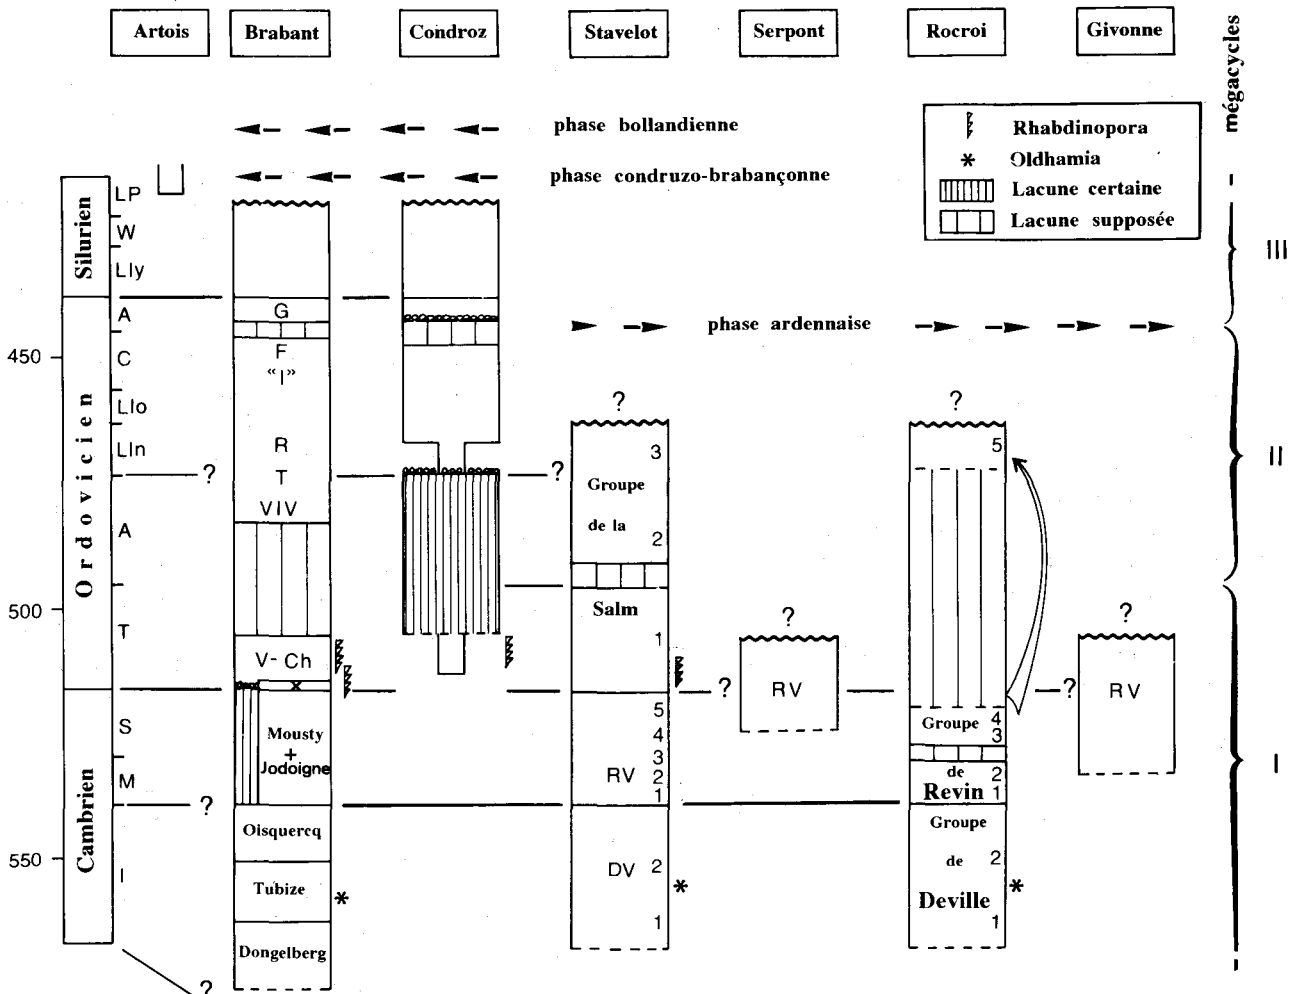 Artois
Brabant
Condroz
Stavelot
Serpont
Rocroi
Givonne
mégacycles
phase bollandienne
phase condruzo-brabançonne
Rhabdinopora
* Oldhamia
Lacune certaine
Lacune supposée
phase ardennaise
450
500
550
Silurien
Ordovicien
Cambrien
LP
W
Lly
A
C
Llo
Lln
A
T
S
M
I
?
?
?
G
F
"I"
R
T
VIV
V-Ch
x
Mousty
+
Jodoigne
Oisquercq
Tubize
*
Dongelberg
?
?
3
Groupe
de la
2
Salm
1
5
4
3
RV 2
1
DV 2
*
1
?
?
RV
?
5
Groupe 4
3
de 2
Revin 1
Groupe
de 2
*
Deville
1
?
?
RV
III
II
I